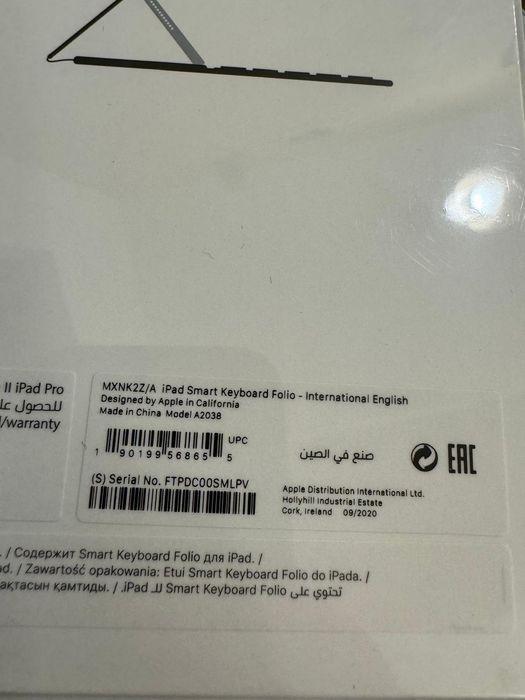 II iPad Pro
للحصول عا
/warranty
MXNK2Z/A iPad Smart Keyboard Folio - International English
Designed by Apple in California
Made in China Model A2038
UPC
1 90199 56865 5
صنع في الصين
EAC
(S) Serial No. FTPDC00SMLPV
Apple Distribution International Ltd.
Hollyhill Industrial Estate
Cork, Ireland 09/2020
. / Содержит Smart Keyboard Folio для iPad. /
ad. / Zawartość opakowania: Etui Smart Keyboard Folio do iPada. /
ақтасын қамтиды. / .iPad لـ Smart Keyboard Folio تحتوي على